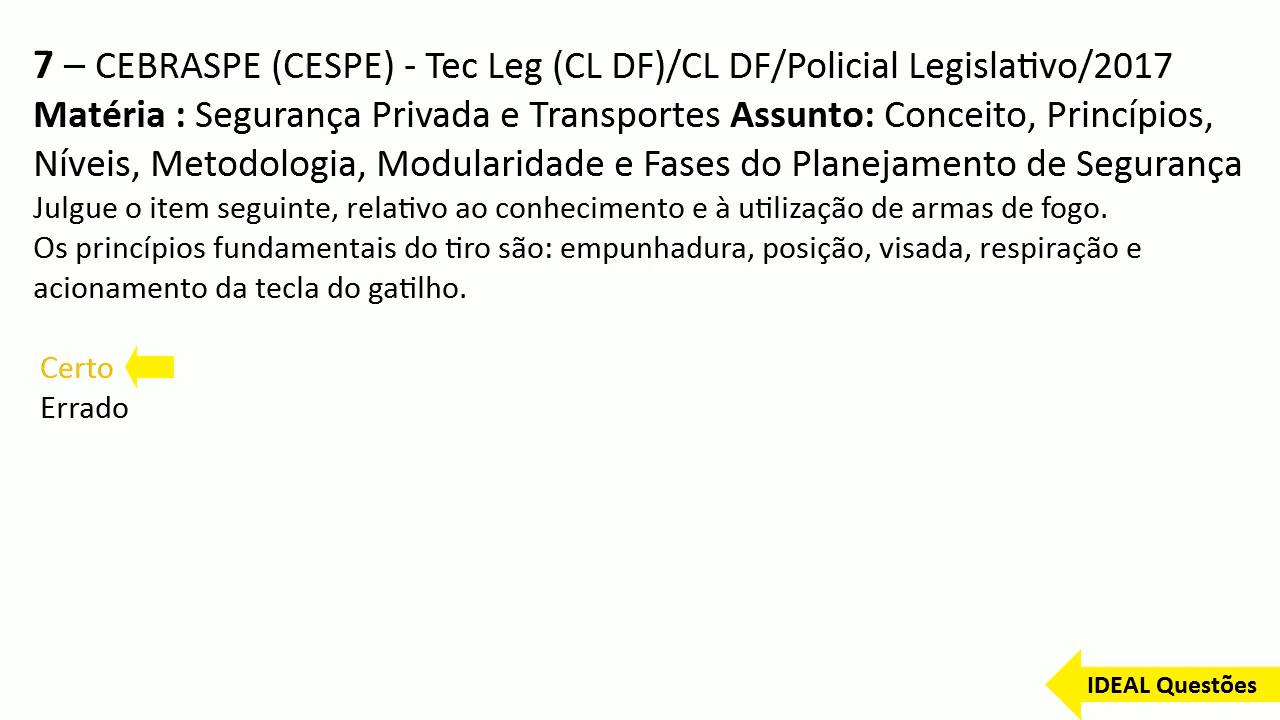 7 – CEBRASPE (CESPE) - Tec Leg (CL DF)/CL DF/Policial Legislativo/2017
Matéria : Segurança Privada e Transportes Assunto: Conceito, Princípios,
Níveis, Metodologia, Modularidade e Fases do Planejamento de Segurança
Julgue o item seguinte, relativo ao conhecimento e à utilização de armas de fogo.
Os princípios fundamentais do tiro são: empunhadura, posição, visada, respiração e
acionamento da tecla do gatilho.
Certo
Errado
IDEAL Questões